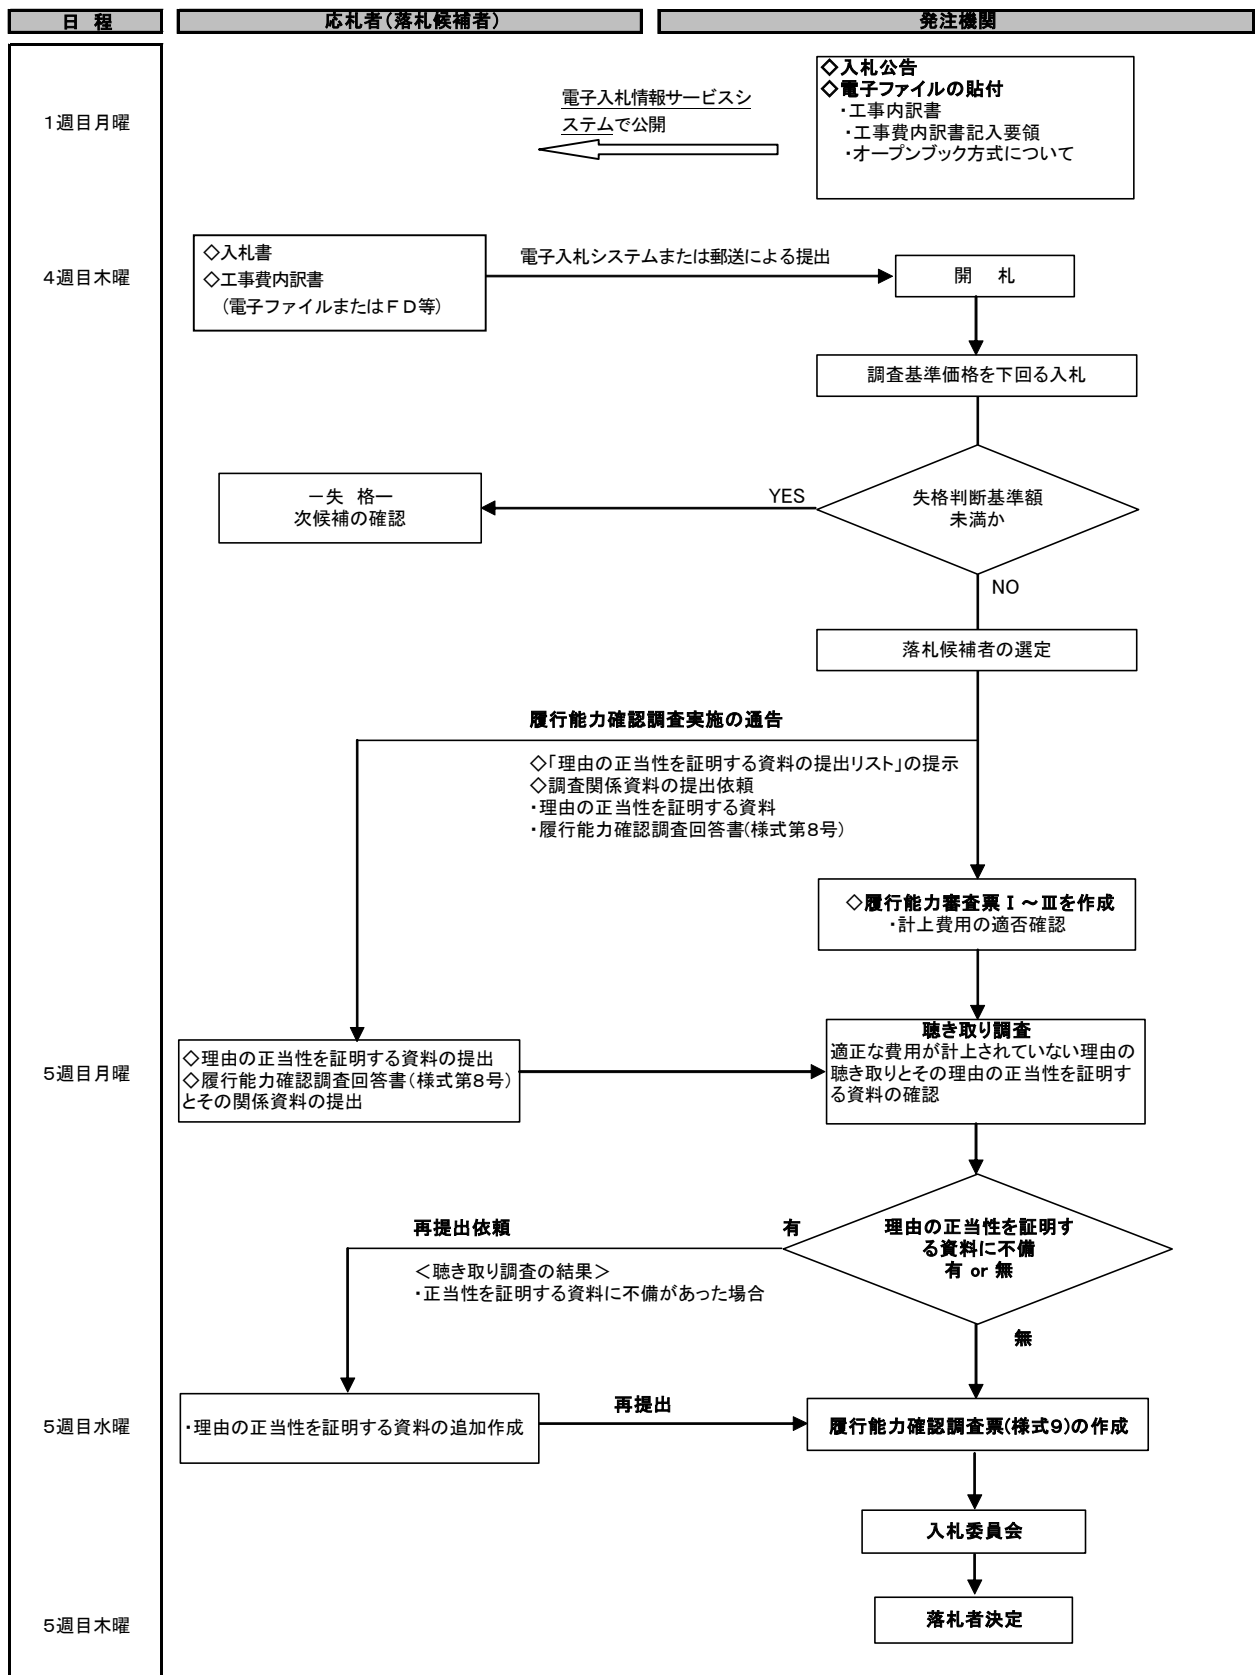 日 程
応札者(落札候補者)
発注機関
1週目月曜
電子入札情報サービスシ
ステムで公開
◇入札公告
◇電子ファイルの貼付
・工事内訳書
・工事費内訳書記入要領
・オープンブック方式について
4週目木曜
◇入札書
◇工事費内訳書
(電子ファイルまたはFD等)
電子入札システムまたは郵送による提出
開 札
調査基準価格を下回る入札
-失 格ー
次候補の確認
YES
失格判断基準額
未満か
NO
落札候補者の選定
履行能力確認調査実施の通告
◇「理由の正当性を証明する資料の提出リスト」の提示
◇調査関係資料の提出依頼
・理由の正当性を証明する資料
・履行能力確認調査回答書(様式第8号)
◇履行能力審査票Ⅰ~Ⅲを作成
・計上費用の適否確認
5週目月曜
◇理由の正当性を証明する資料の提出
◇履行能力確認調査回答書(様式第8号)
とその関係資料の提出
聴き取り調査
適正な費用が計上されていない理由の
聴き取りとその理由の正当性を証明す
る資料の確認
再提出依頼
有
理由の正当性を証明す
る資料に不備
有 or 無
<聴き取り調査の結果>
・正当性を証明する資料に不備があった場合
無
5週目水曜
・理由の正当性を証明する資料の追加作成
再提出
履行能力確認調査票(様式9)の作成
入札委員会
5週目木曜
落札者決定